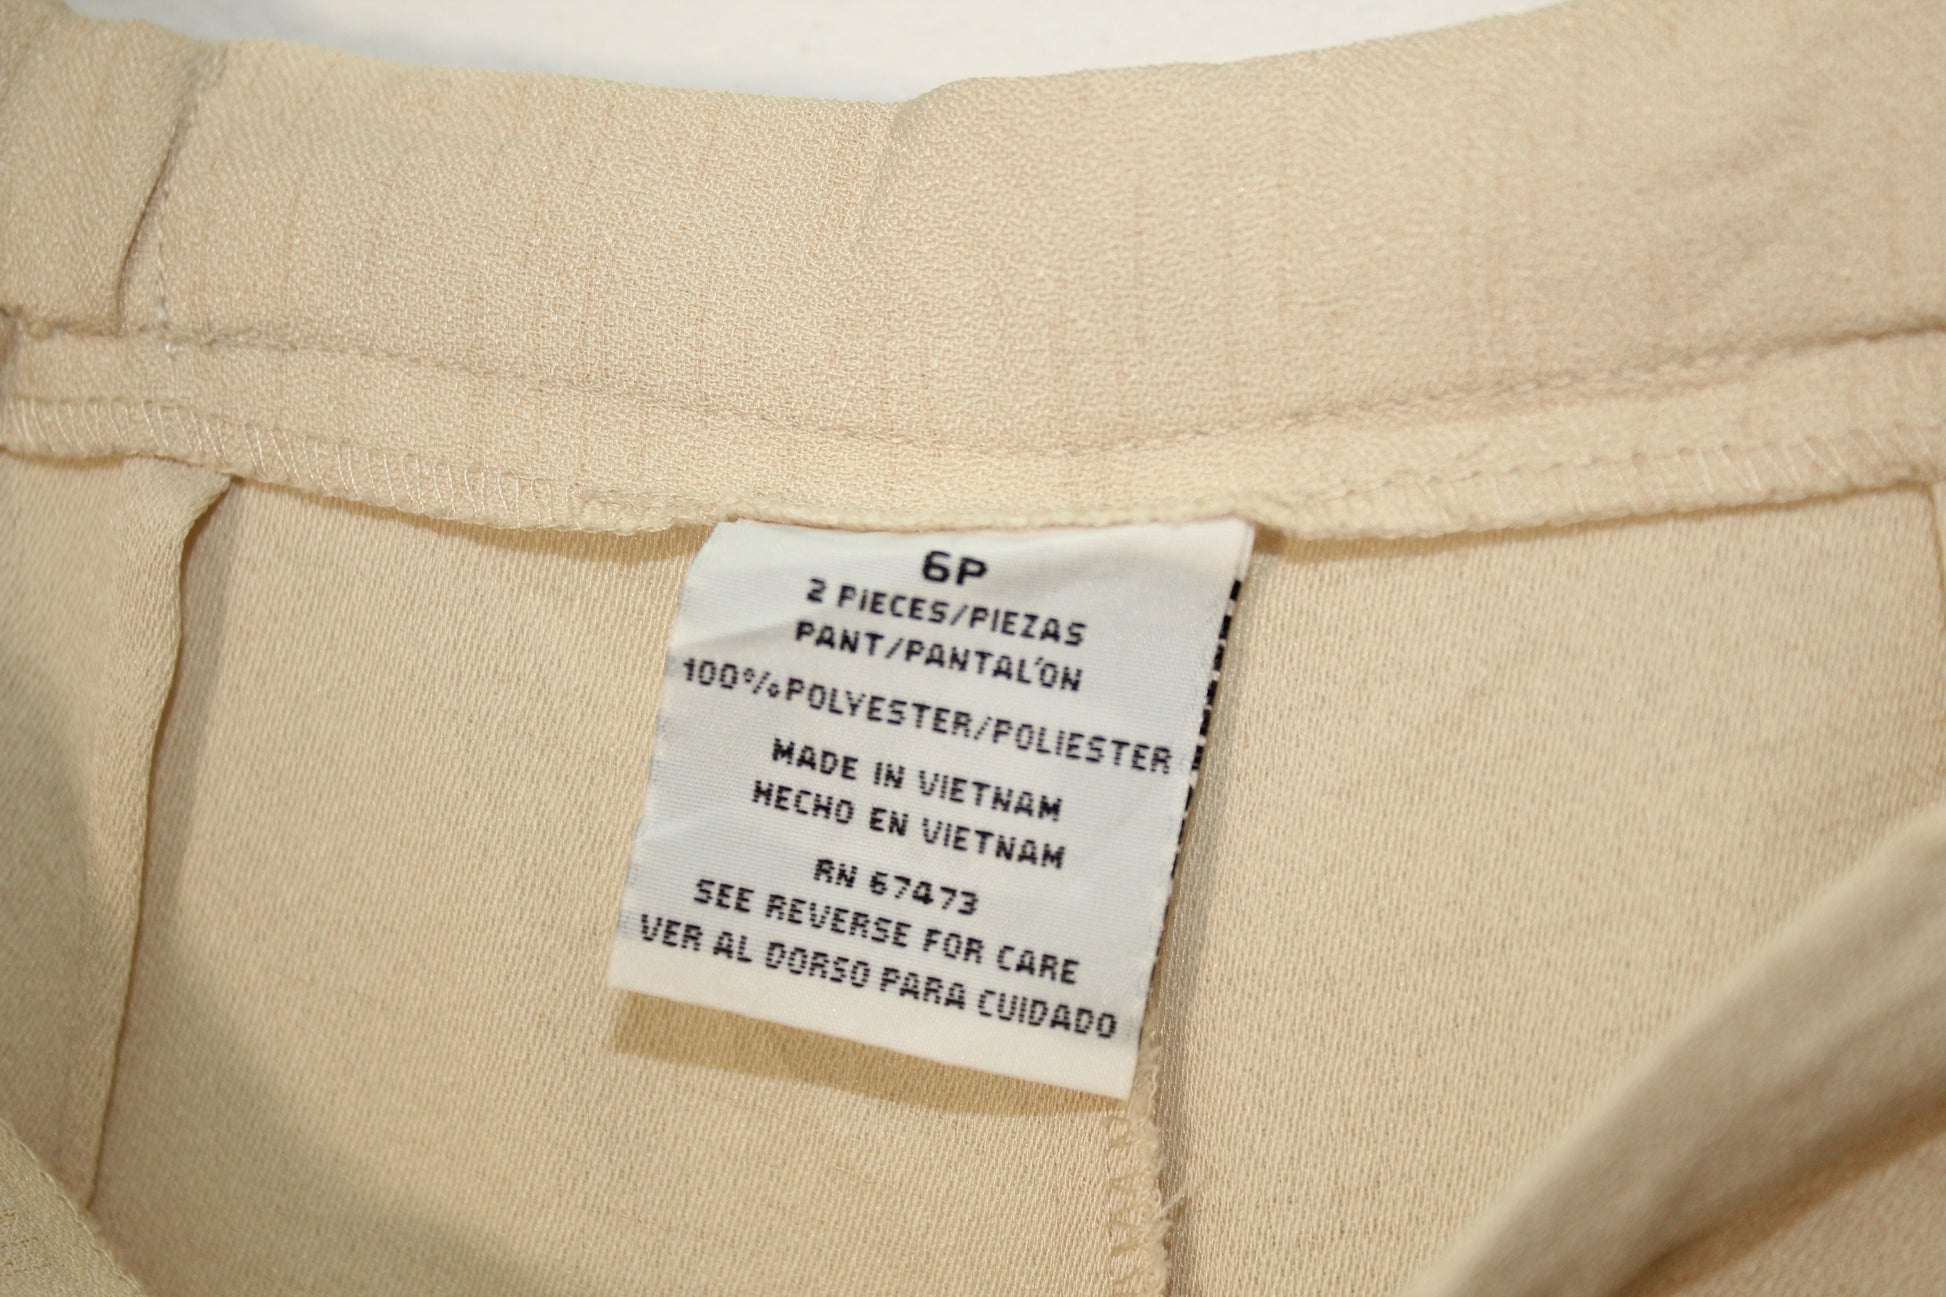 6P
2 PIECES/PIEZAS
PANT/PANTAL'ON
100%POLYESTER/POLIESTER
MADE IN VIETNAM
HECHO EN VIETNAM
RN 67473
SEE REVERSE FOR CARE
VER AL DORSO PARA CUIDADO